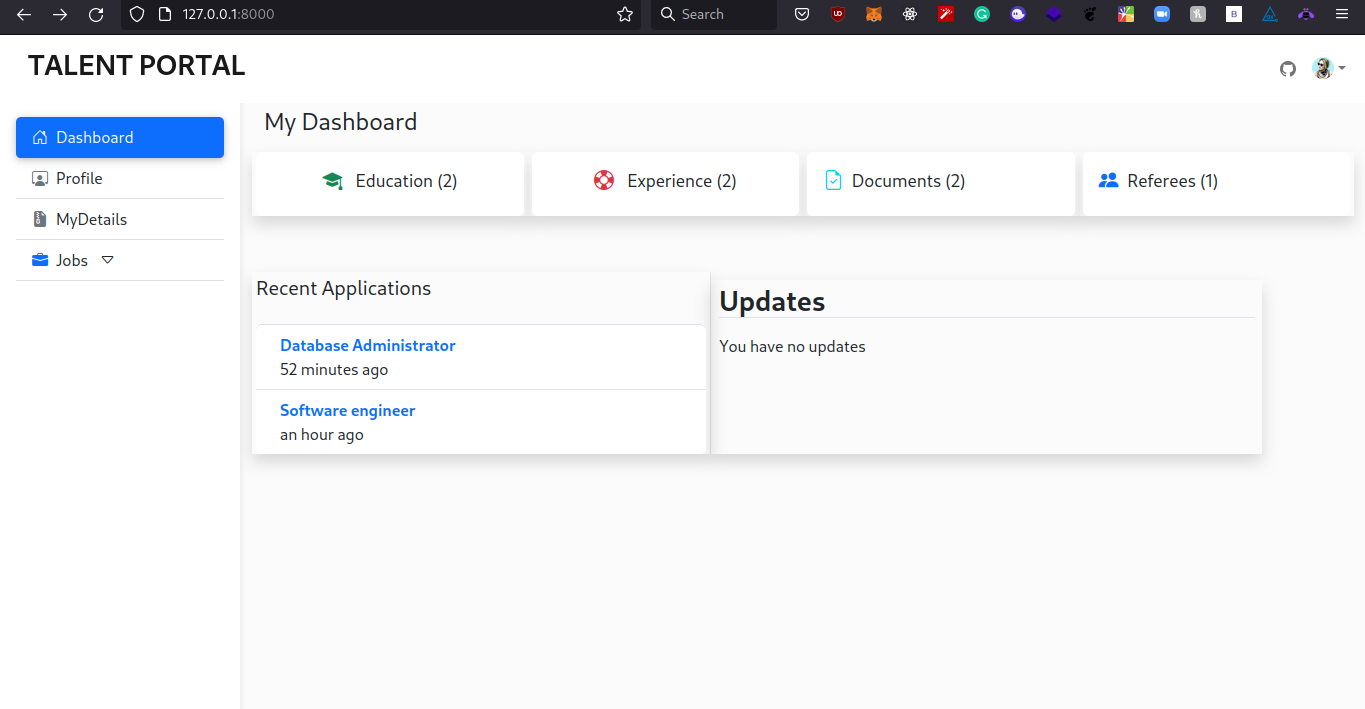 127.0.0.1:8000
Search
TALENT PORTAL
Dashboard
Profile
MyDetails
Jobs
My Dashboard
Education (2)
Experience (2)
Documents (2)
Referees (1)
Recent Applications
Database Administrator
52 minutes ago
Software engineer
an hour ago
Updates
You have no updates